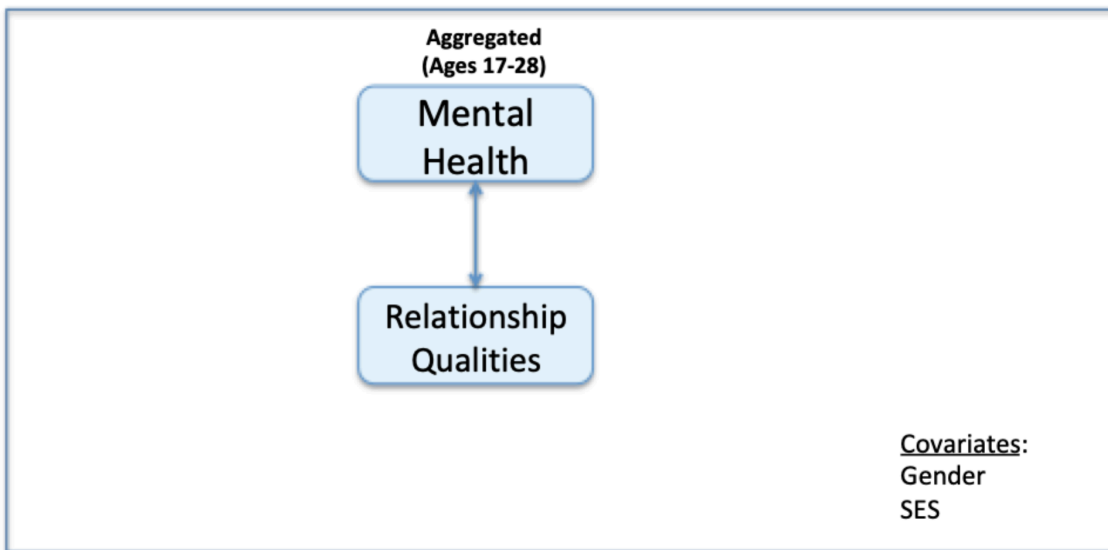 Aggregated
(Ages 17-28)
Mental
Health
Relationship
Qualities
Covariates:
Gender
SES